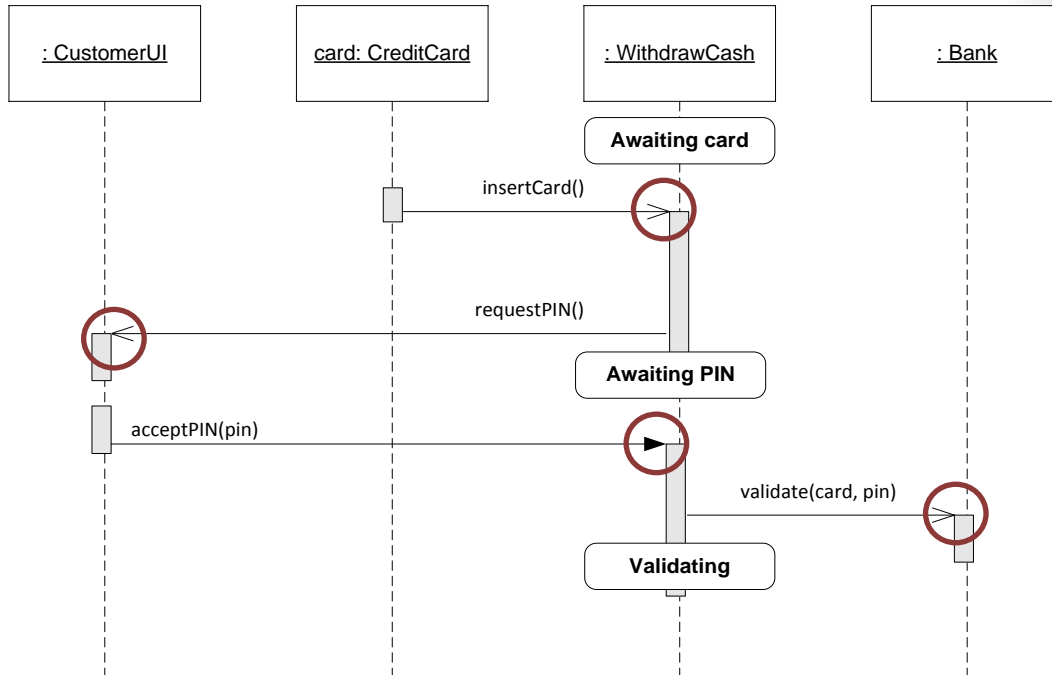 : CustomerUI
card: CreditCard
: WithdrawCash
: Bank
Awaiting card
insertCard()
requestPIN()
Awaiting PIN
acceptPIN(pin)
validate(card, pin)
Validating